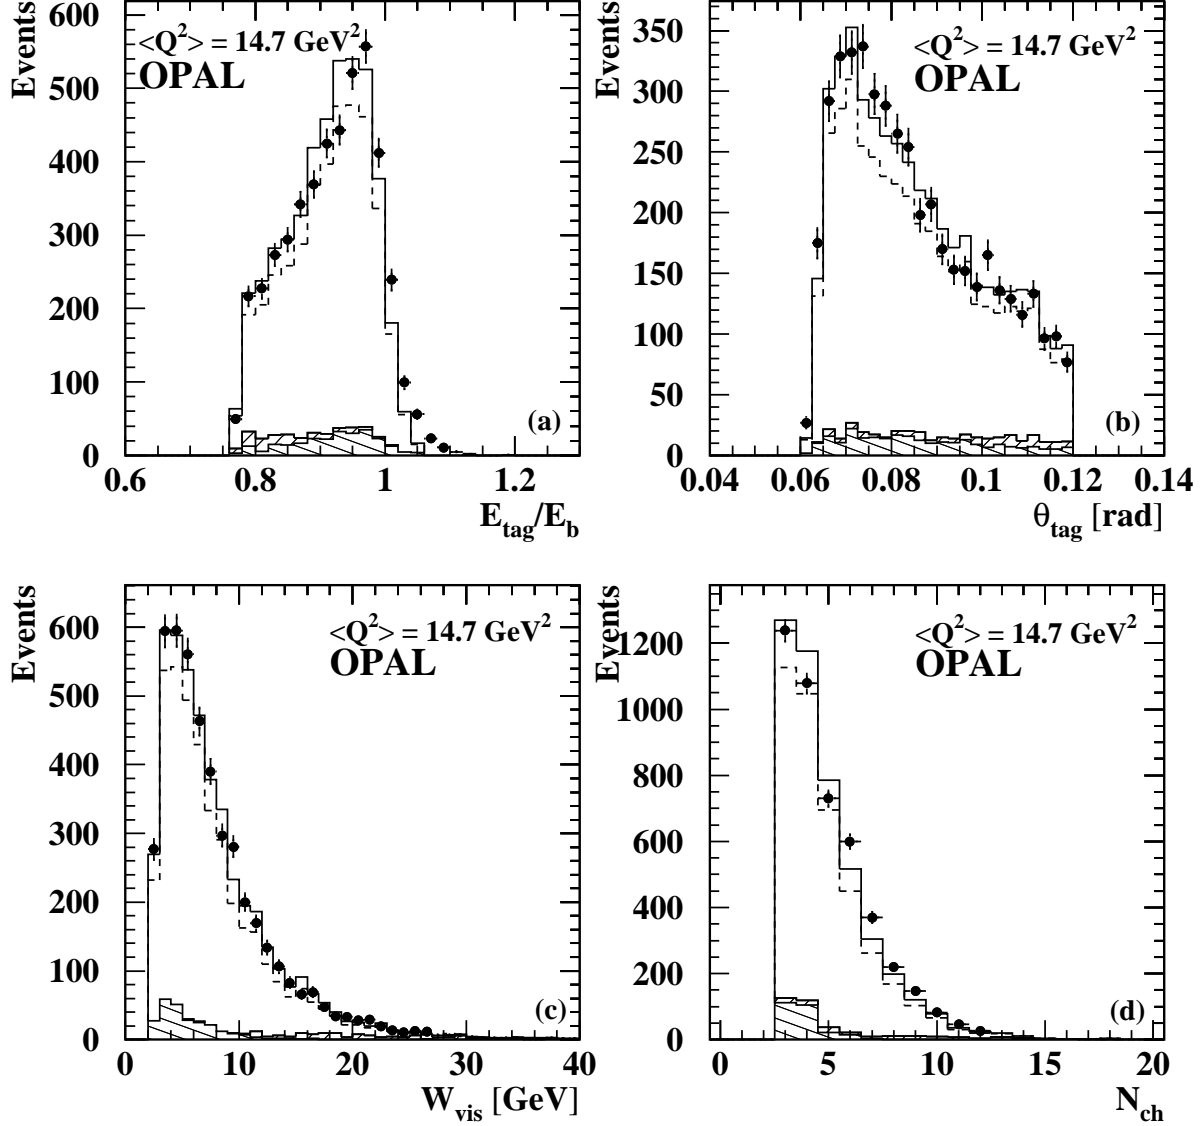 Events
600
500
400
300
200
100
0
<Q²> = 14.7 GeV²
OPAL
(a)
0.6 0.8 1 1.2
E_tag/E_b
Events
350
300
250
200
150
100
50
0
<Q²> = 14.7 GeV²
OPAL
(b)
0.04 0.06 0.08 0.1 0.12 0.14
θ_tag [rad]
Events
600
500
400
300
200
100
0
<Q²> = 14.7 GeV²
OPAL
(c)
0 10 20 30 40
W_vis [GeV]
Events
1200
1000
800
600
400
200
0
<Q²> = 14.7 GeV²
OPAL
(d)
0 5 10 15 20
N_ch